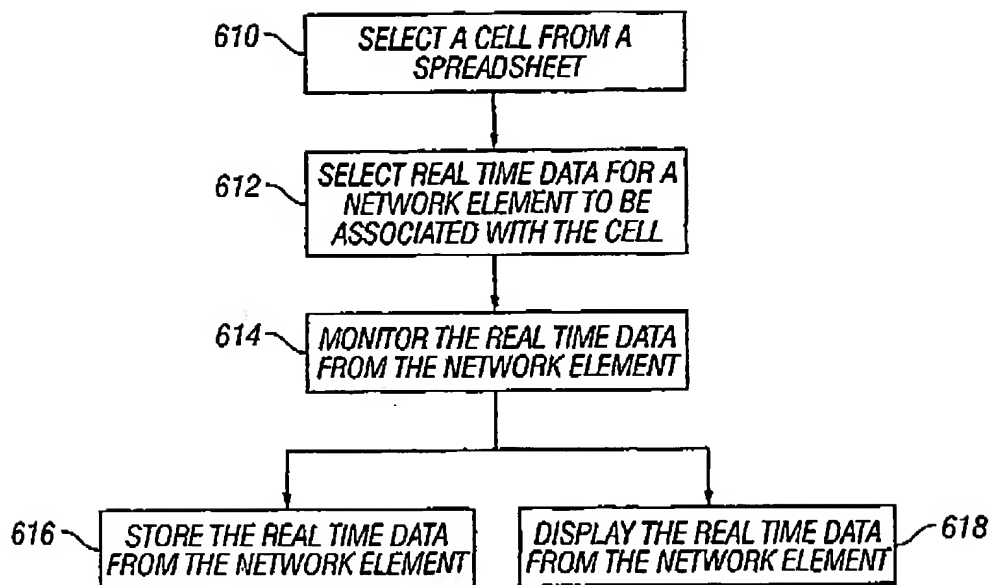 610
SELECT A CELL FROM A
SPREADSHEET
612
SELECT REAL TIME DATA FOR A
NETWORK ELEMENT TO BE
ASSOCIATED WITH THE CELL
614
MONITOR THE REAL TIME DATA
FROM THE NETWORK ELEMENT
616
STORE THE REAL TIME DATA
FROM THE NETWORK ELEMENT
DISPLAY THE REAL TIME DATA
FROM THE NETWORK ELEMENT
618